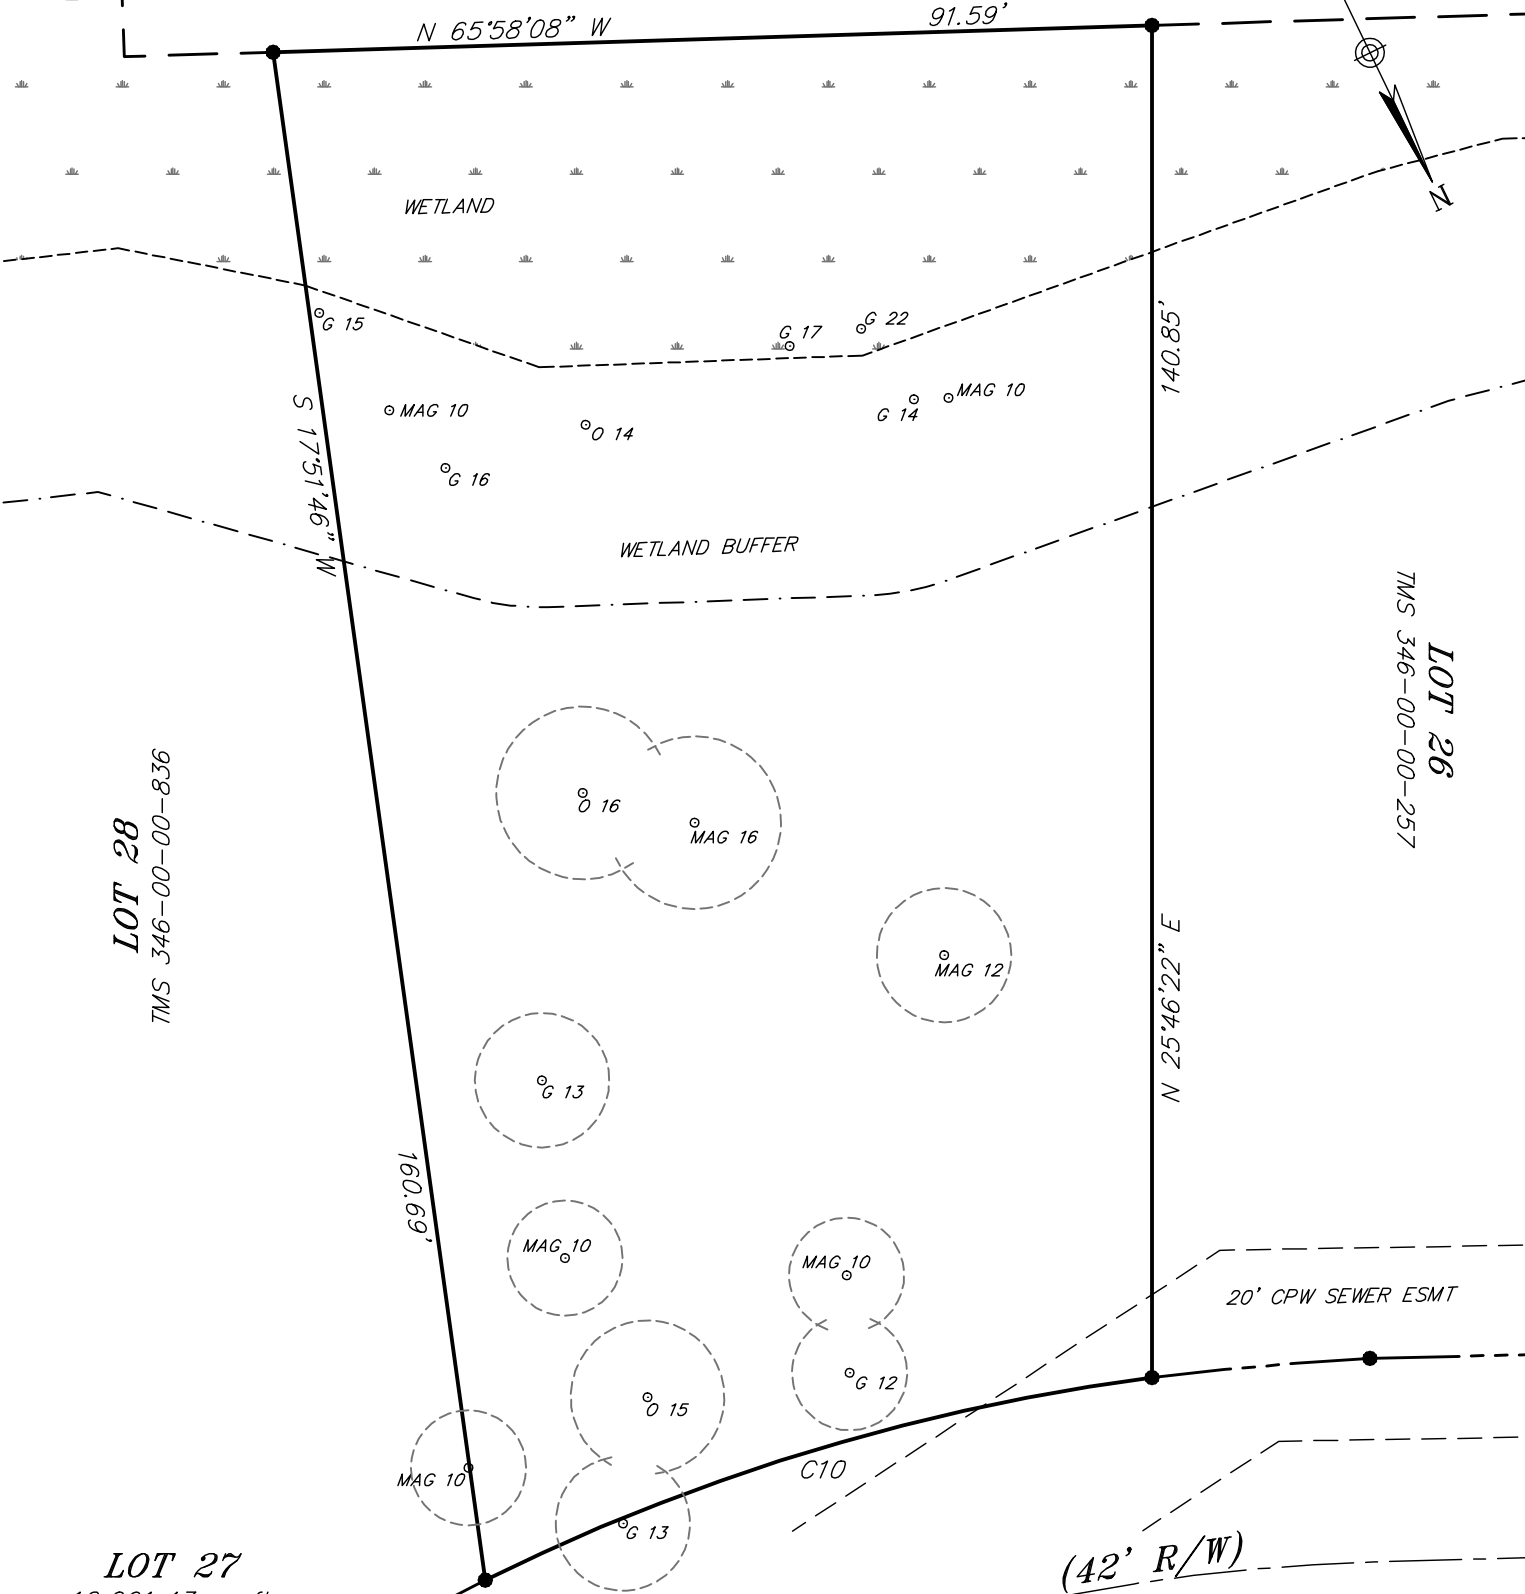 N 65°58'08" W
91.59'
N
WETLAND
G 15
G 17
G 22
140.85'
S 17°51'46" W
MAG 10
O 14
G 14
MAG 10
G 16
WETLAND BUFFER
LOT 26
TMS 346-00-00-257
LOT 28
TMS 346-00-00-836
O 16
MAG 16
MAG 12
N 25°46'22" E
G 13
160.69'
MAG 10
MAG 10
20' CPW SEWER ESMT
G 12
O 15
MAG 10
C10
G 13
(42' R/W)
LOT 27